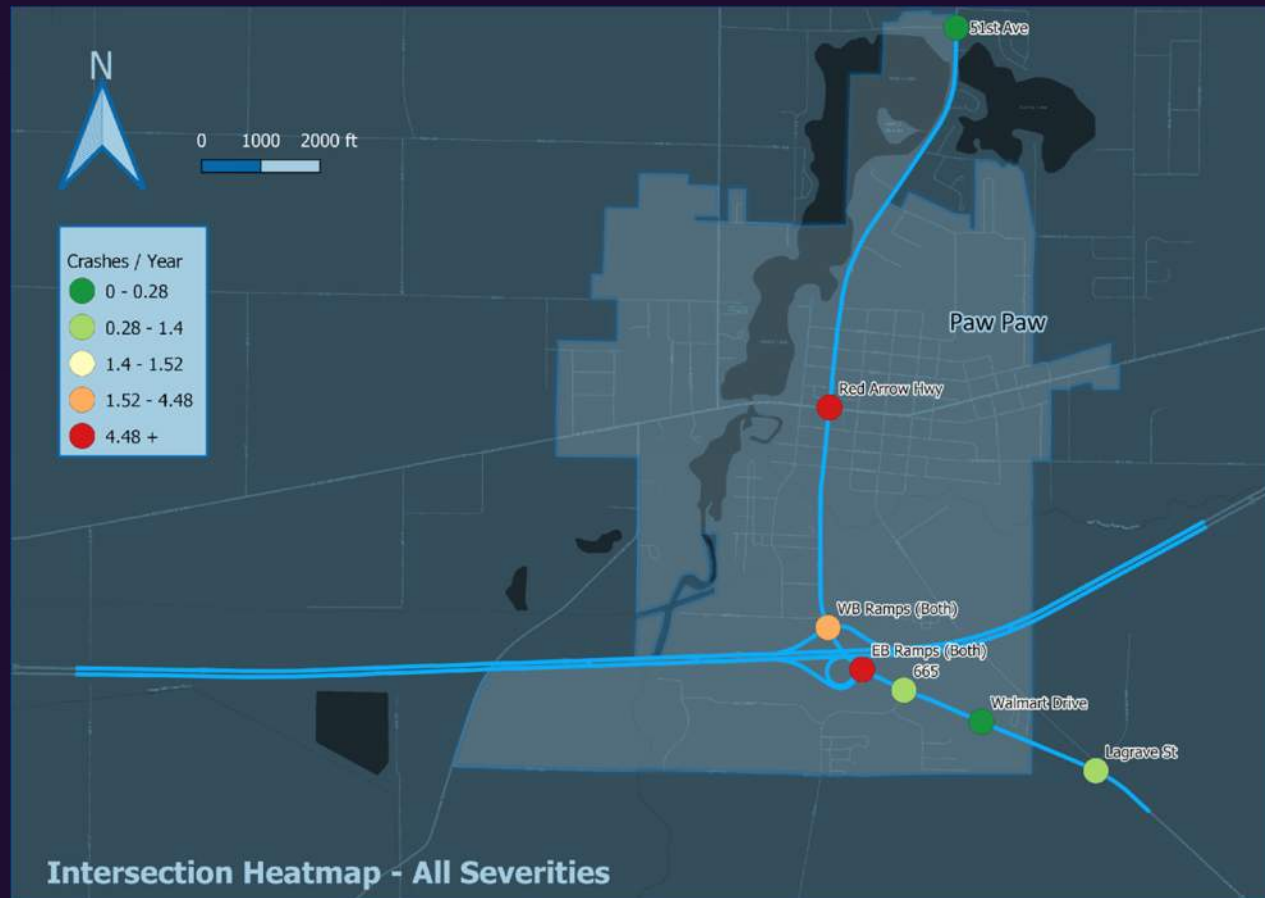 51st Ave
N
0 1000 2000 ft
Crashes / Year
0 - 0.28
0.28 - 1.4
1.4 - 1.52
1.52 - 4.48
4.48 +
Paw Paw
Red Arrow Hwy
WB Ramps (Both)
EB Ramps (Both)
665
Walmart Drive
Lagrave St
Intersection Heatmap - All Severities